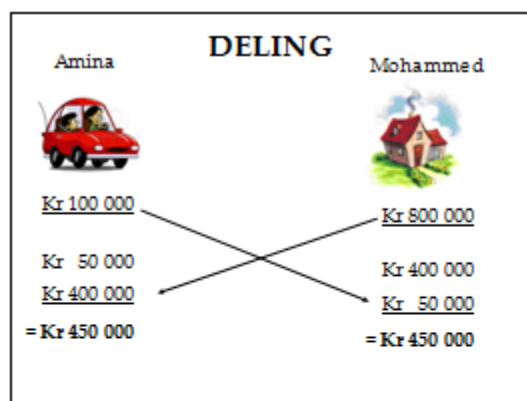 DELING
Amina
Kr 100 000
Kr 50 000
Kr 400 000
= Kr 450 000
Mohammed
Kr 800 000
Kr 400 000
Kr 50 000
= Kr 450 000